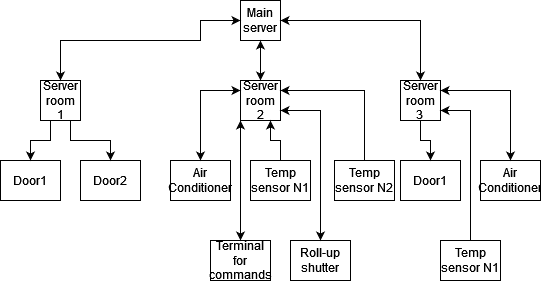 Main
server
Server
room
1
Server
room
2
Server
room
3
Door1
Door2
Air
Conditioner
Temp
sensor N1
Temp
sensor N2
Door1
Air
Conditioner
Terminal
for
commands
Roll-up
shutter
Temp
sensor N1